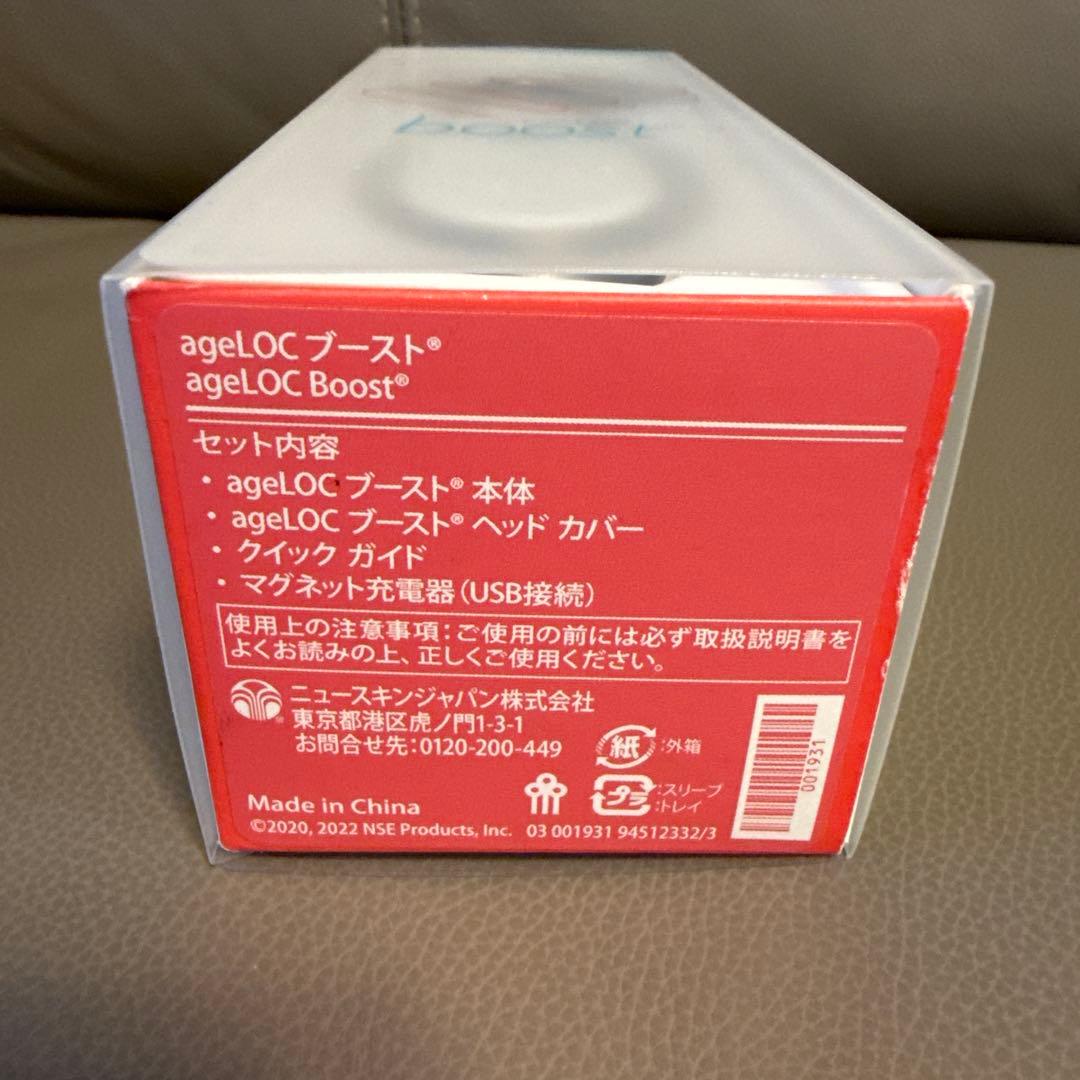 boost
ageLOC ブースト®
ageLOC Boost®
セット内容
・ageLOC ブースト® 本体
・ageLOC ブースト® ヘッド カバー
・クイック ガイド
・マグネット充電器（USB接続）
使用上の注意事項：ご使用の前には必ず取扱説明書を
よくお読みの上、正しくご使用ください。
ニュースキンジャパン株式会社
東京都港区虎ノ門1-3-1
お問合せ先：0120-200-449
紙：外箱
プラ：スリーブ
：トレイ
001931
Made in China
©2020, 2022 NSE Products, Inc. 03 001931 94512332/3